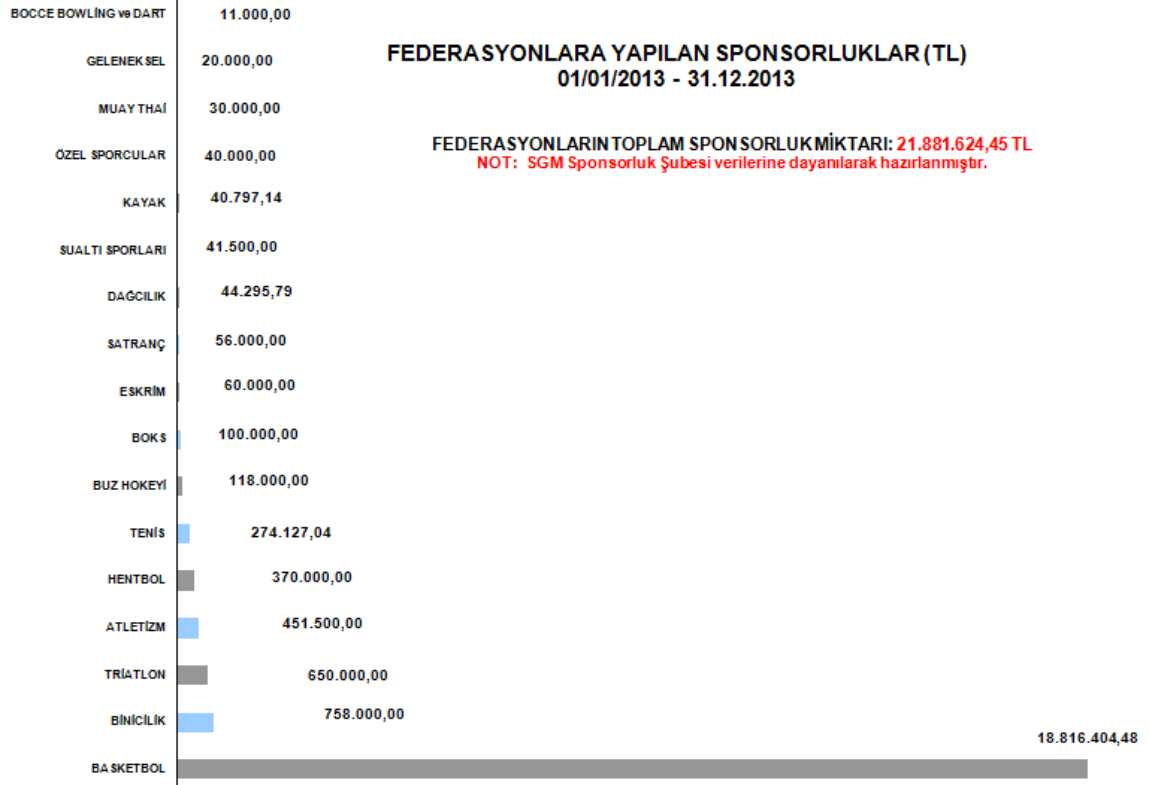 FEDERASYONLARA YAPILAN SPONSORLUKLAR (TL)
01/01/2013 - 31.12.2013
FEDERASYONLARIN TOPLAM SPONSORLUK MİKTARI: 21.881.624,45 TL
NOT: SGM Sponsorluk Şubesi verilerine dayanılarak hazırlanmıştır.
BOCCE BOWLİNG ve DART 11.000,00
GELENEKSEL 20.000,00
MUAY THAİ 30.000,00
ÖZEL SPORCULAR 40.000,00
KAYAK 40.797,14
SUALTI SPORLARI 41.500,00
DAĞCILIK 44.295,79
SATRANÇ 56.000,00
ESKRİM 60.000,00
BOKS 100.000,00
BUZ HOKEYİ 118.000,00
TENİS 274.127,04
HENTBOL 370.000,00
ATLETİZM 451.500,00
TRİATLON 650.000,00
BİNİCİLİK 758.000,00
BASKETBOL 18.816.404,48